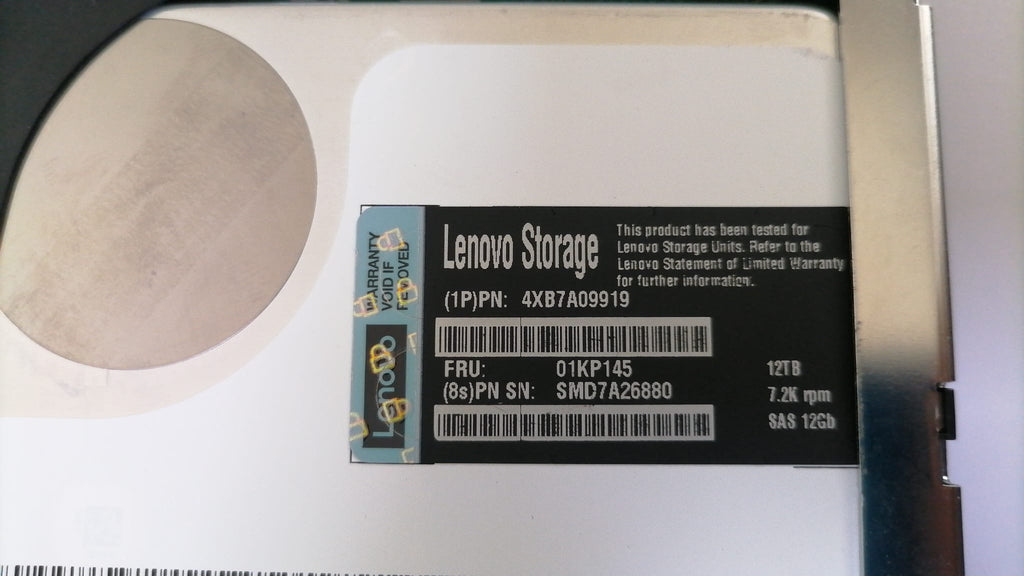 WARRANTY
VOID IF
REMOVED
Lenovo
Lenovo Storage
This product has been tested for
Lenovo Storage Units. Refer to the
Lenovo Statement of Limited Warranty
for further information.
(1P)PN: 4XB7A09919
FRU: 01KP145
(8s)PN SN: SMD7A26880
12TB
7.2K rpm
SAS 12Gb